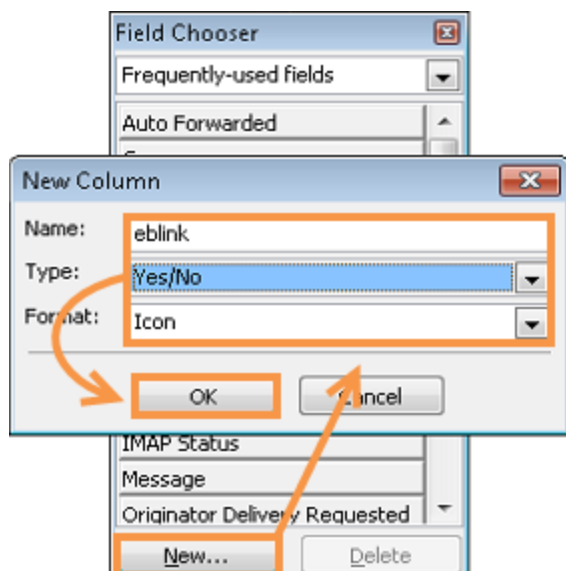 Field Chooser
Frequently-used fields
Auto Forwarded
New Column
Name: eblink
Type: Yes/No
Format: Icon
OK Cancel
IMAP Status
Message
Originator Delivery Requested
New... Delete